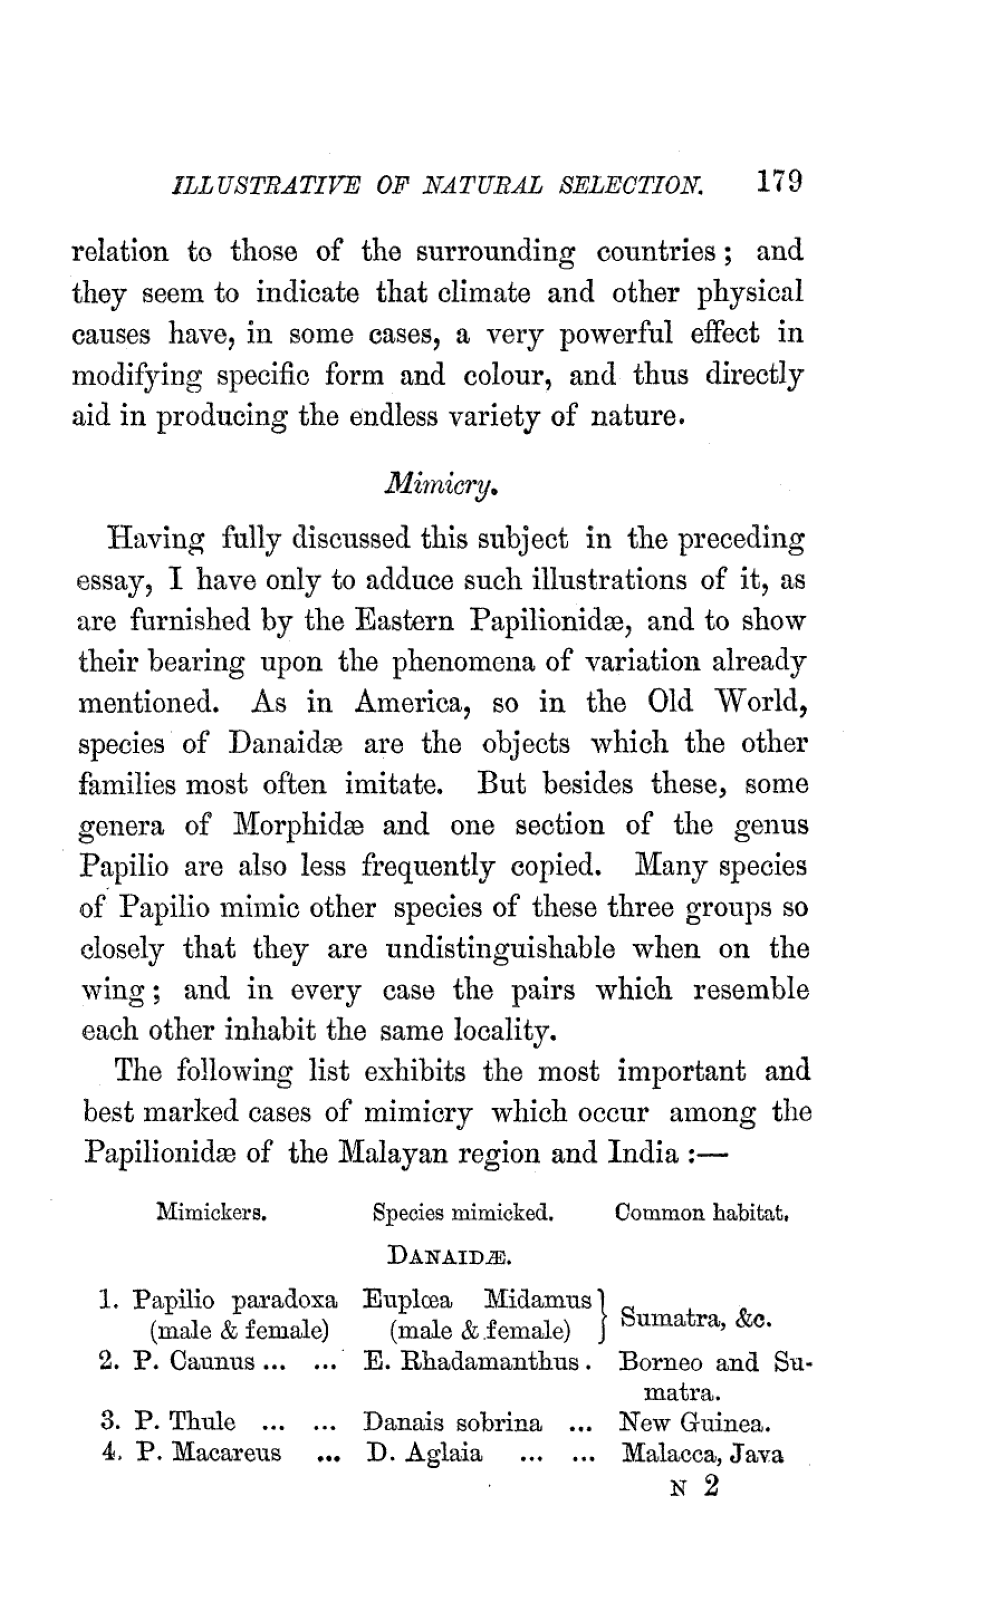 ILLUSTRATIVE OF NATURAL SELECTION. 179
relation to those of the surrounding countries; and
they seem to indicate that climate and other physical
causes have, in some cases, a very powerful effect in
modifying specific form and colour, and thus directly
aid in producing the endless variety of nature.
Mimicry.
Having fully discussed this subject in the preceding
essay, I have only to adduce such illustrations of it, as
are furnished by the Eastern Papilionidæ, and to show
their bearing upon the phenomena of variation already
mentioned. As in America, so in the Old World,
species of Danaidæ are the objects which the other
families most often imitate. But besides these, some
genera of Morphidæ and one section of the genus
Papilio are also less frequently copied. Many species
of Papilio mimic other species of these three groups so
closely that they are undistinguishable when on the
wing; and in every case the pairs which resemble
each other inhabit the same locality.
The following list exhibits the most important and
best marked cases of mimicry which occur among the
Papilionidæ of the Malayan region and India :—
Mimickers. Species mimicked. Common habitat.
DANAIDÆ.
1. Papilio paradoxa Euplœa Midamus } Sumatra, &c.
(male & female) (male & female)
2. P. Caunus ... ... E. Rhadamanthus . Borneo and Su-
matra.
3. P. Thule ... ... Danais sobrina ... New Guinea.
4. P. Macareus ... D. Aglaia ... ... Malacca, Java
N 2